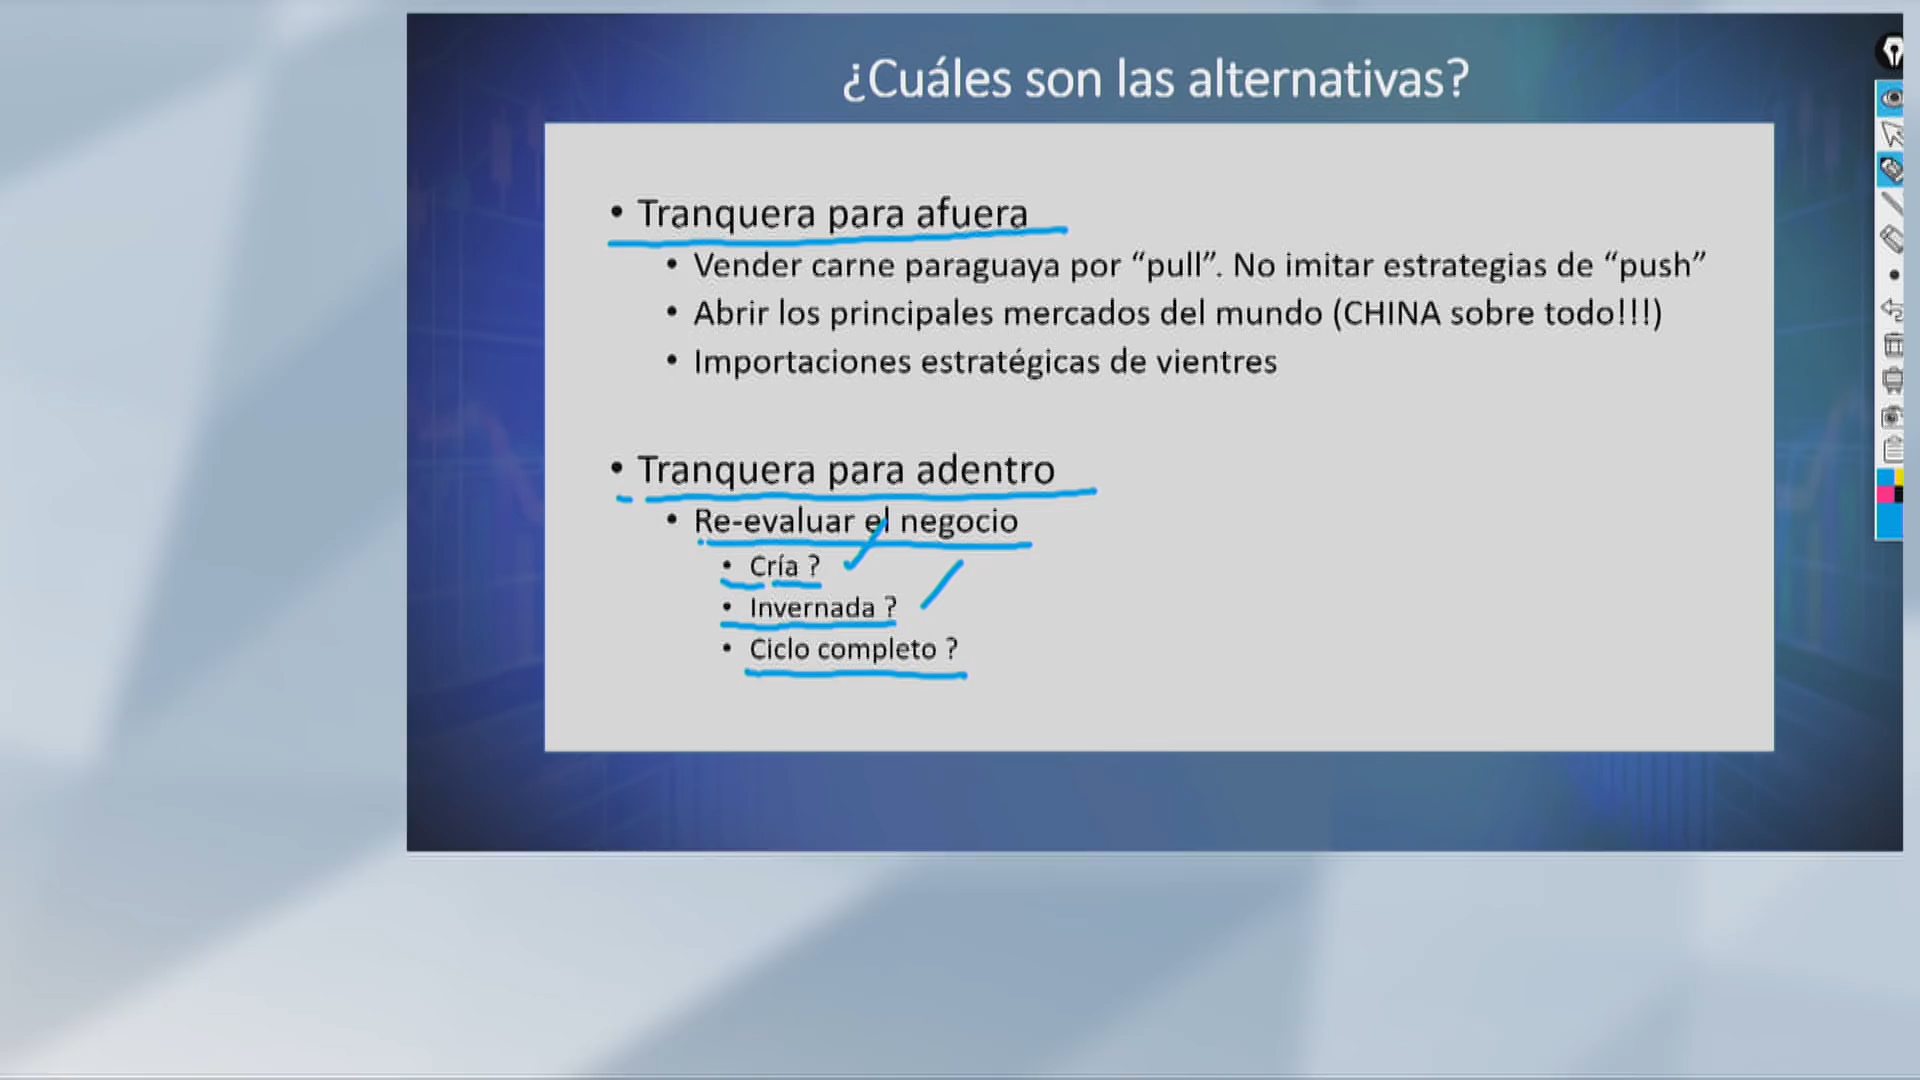 ¿Cuáles son las alternativas?
• Tranquera para afuera
• Vender carne paraguaya por “pull”. No imitar estrategias de “push”
• Abrir los principales mercados del mundo (CHINA sobre todo!!!)
• Importaciones estratégicas de vientres
• Tranquera para adentro
• Re-evaluar el negocio
• Cría ?
• Invernada ?
• Ciclo completo ?